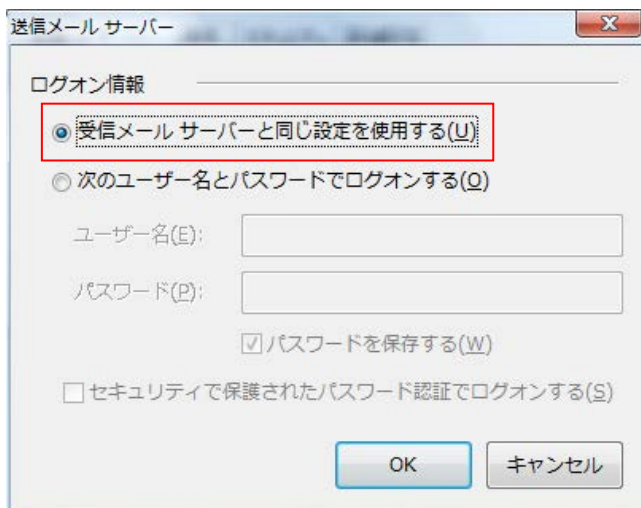 送信メール サーバー
ログオン情報
受信メール サーバーと同じ設定を使用する(U)
次のユーザー名とパスワードでログオンする(O)
ユーザー名(E):
パスワード(P):
パスワードを保存する(W)
セキュリティで保護されたパスワード認証でログオンする(S)
OK キャンセル